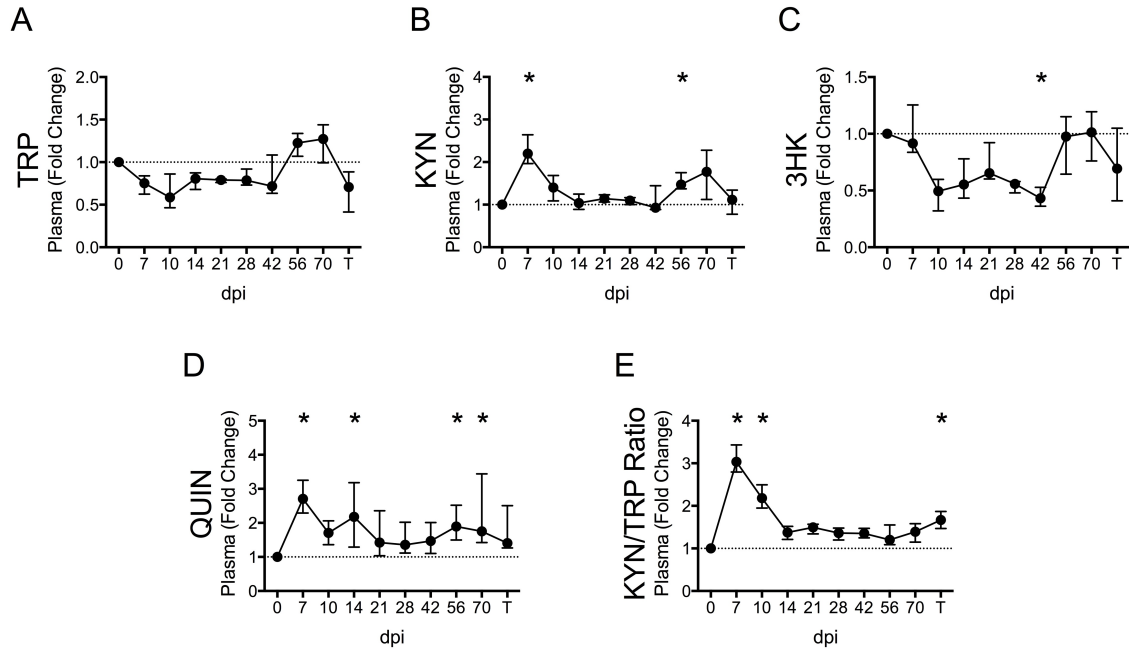 A
TRP
Plasma (Fold Change)
2.0
1.5
1.0
0.5
0.0
0 7 10 14 21 28 42 56 70 T
dpi
B
KYN
Plasma (Fold Change)
* *
4
3
2
1
0
0 7 10 14 21 28 42 56 70 T
dpi
C
3HK
Plasma (Fold Change)
*
1.5
1.0
0.5
0.0
0 7 10 14 21 28 42 56 70 T
dpi
D
QUIN
Plasma (Fold Change)
* * * *
5
4
3
2
1
0
0 7 10 14 21 28 42 56 70 T
dpi
E
KYN/TRP Ratio
Plasma (Fold Change)
* * *
4
3
2
1
0
0 7 10 14 21 28 42 56 70 T
dpi